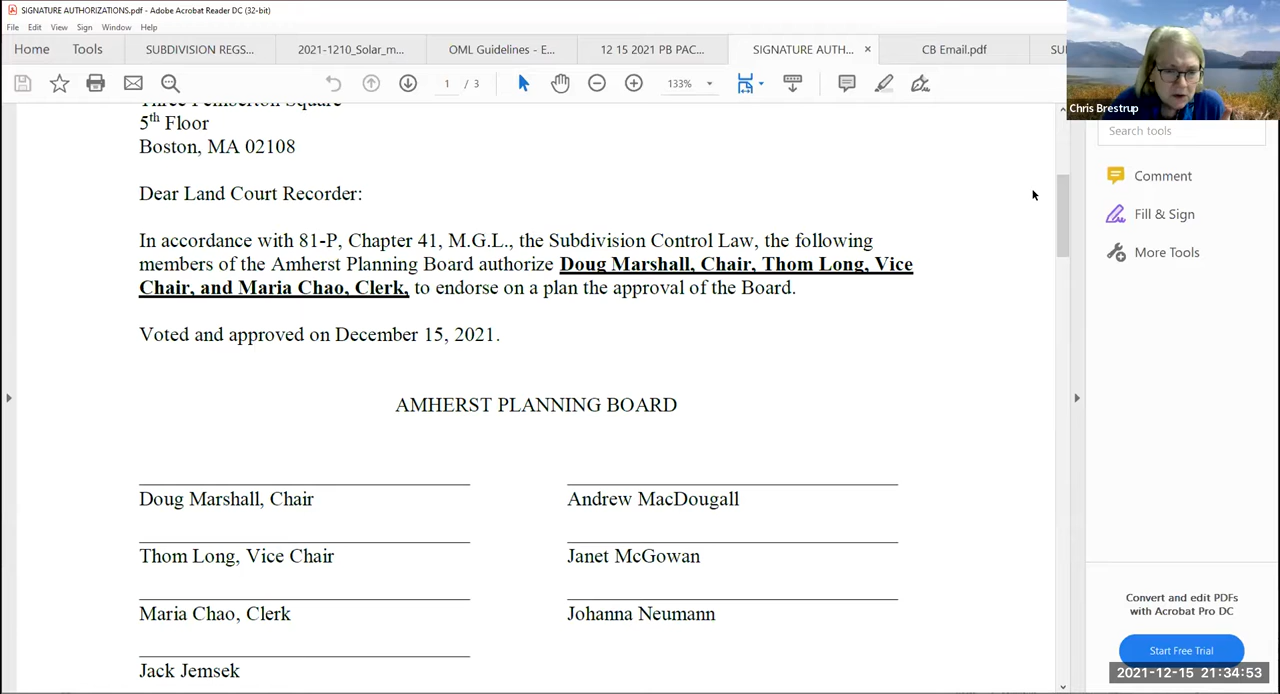 SIGNATURE AUTHORIZATIONS.pdf - Adobe Acrobat Reader DC (32-bit)
File Edit View Sign Window Help
Home Tools SUBDIVISION REGS... 2021-1210_Solar_m... OML Guidelines - E... 12 15 2021 PB PAC... SIGNATURE AUTH... × CB Email.pdf SU
1 / 3 133%
Chris Brestrup
Search tools
Comment
Fill & Sign
More Tools
Three Pemberton Square
5th Floor
Boston, MA 02108
Dear Land Court Recorder:
In accordance with 81-P, Chapter 41, M.G.L., the Subdivision Control Law, the following
members of the Amherst Planning Board authorize Doug Marshall, Chair, Thom Long, Vice
Chair, and Maria Chao, Clerk, to endorse on a plan the approval of the Board.
Voted and approved on December 15, 2021.
AMHERST PLANNING BOARD
Doug Marshall, Chair Andrew MacDougall
Thom Long, Vice Chair Janet McGowan
Maria Chao, Clerk Johanna Neumann
Jack Jemsek
Convert and edit PDFs
with Acrobat Pro DC
Start Free Trial
2021-12-15 21:34:53